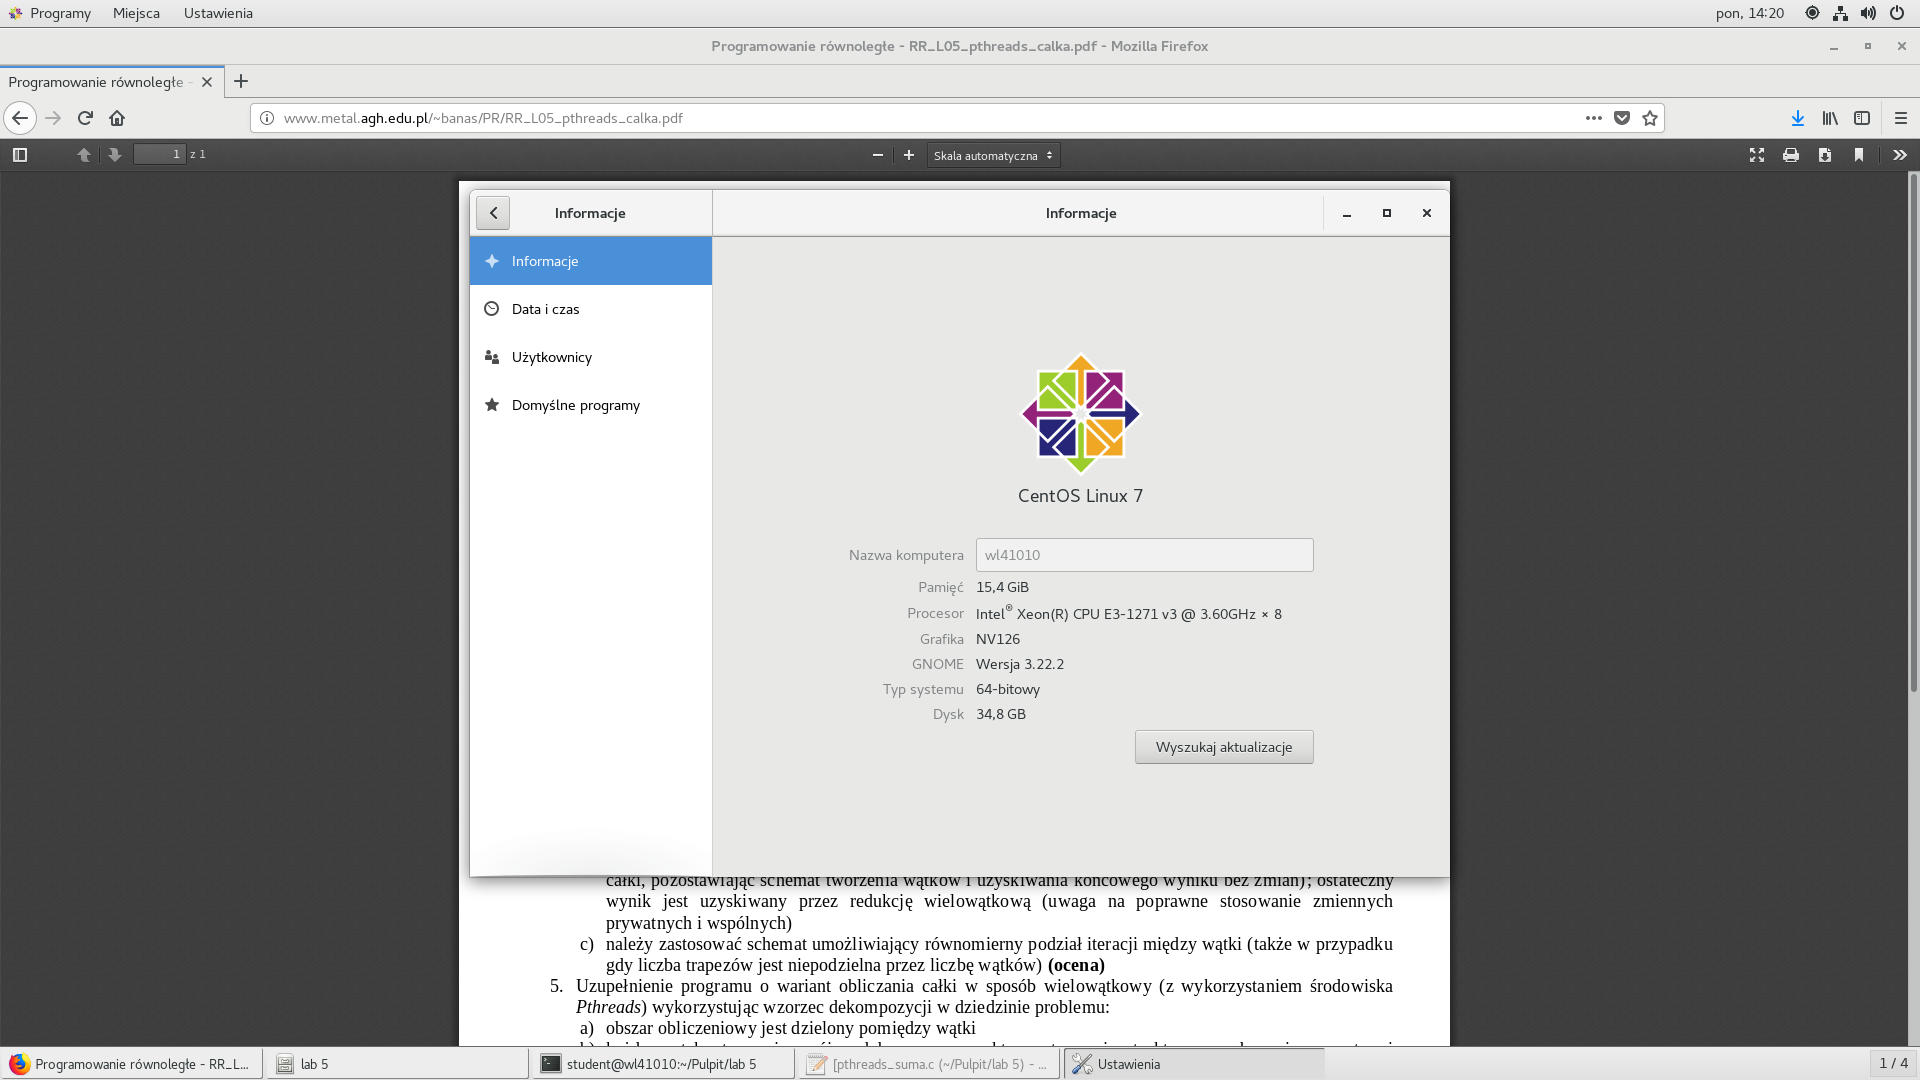 Programy Miejsca Ustawienia pon, 14:20
Programowanie równoległe - RR_L05_pthreads_calka.pdf - Mozilla Firefox
Programowanie równoległe -
www.metal.agh.edu.pl/~banas/PR/RR_L05_pthreads_calka.pdf
1 z 1 Skala automatyczna
Informacje Informacje
Informacje
Data i czas
Użytkownicy
Domyślne programy
CentOS Linux 7
Nazwa komputera wl41010
Pamięć 15,4 GiB
Procesor Intel® Xeon(R) CPU E3-1271 v3 @ 3.60GHz × 8
Grafika NV126
GNOME Wersja 3.22.2
Typ systemu 64-bitowy
Dysk 34,8 GB
Wyszukaj aktualizacje
całki, pozostawiając schemat tworzenia wątków i uzyskiwania końcowego wyniku bez zmian); ostateczny
wynik jest uzyskiwany przez redukcję wielowątkową (uwaga na poprawne stosowanie zmiennych
prywatnych i wspólnych)
c) należy zastosować schemat umożliwiający równomierny podział iteracji między wątki (także w przypadku
gdy liczba trapezów jest niepodzielna przez liczbę wątków) (ocena)
5. Uzupełnienie programu o wariant obliczania całki w sposób wielowątkowy (z wykorzystaniem środowiska
Pthreads) wykorzystując wzorzec dekompozycji w dziedzinie problemu:
a) obszar obliczeniowy jest dzielony pomiędzy wątki
Programowanie równoległe - RR_L... lab 5 student@wl41010:~/Pulpit/lab 5 [pthreads_suma.c (~/Pulpit/lab 5) - ... Ustawienia 1 / 4